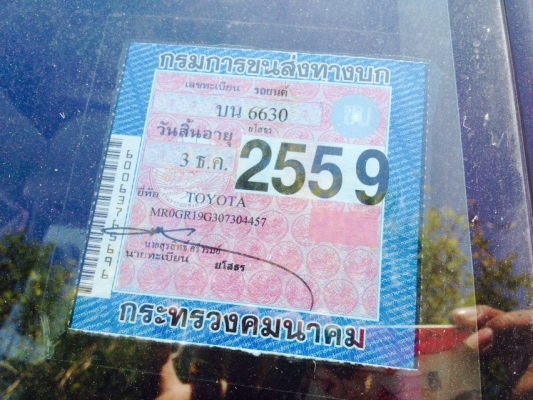 กรมการขนส่งทางบก
เลขทะเบียน รถยนต์
บน 6630
วันสิ้นอายุ ยโสธร
3 ธ.ค. 2559
ยี่ห้อ TOYOTA
MR0GR19G307304457
นายทะเบียน ยโสธร
กระทรวงคมนาคม